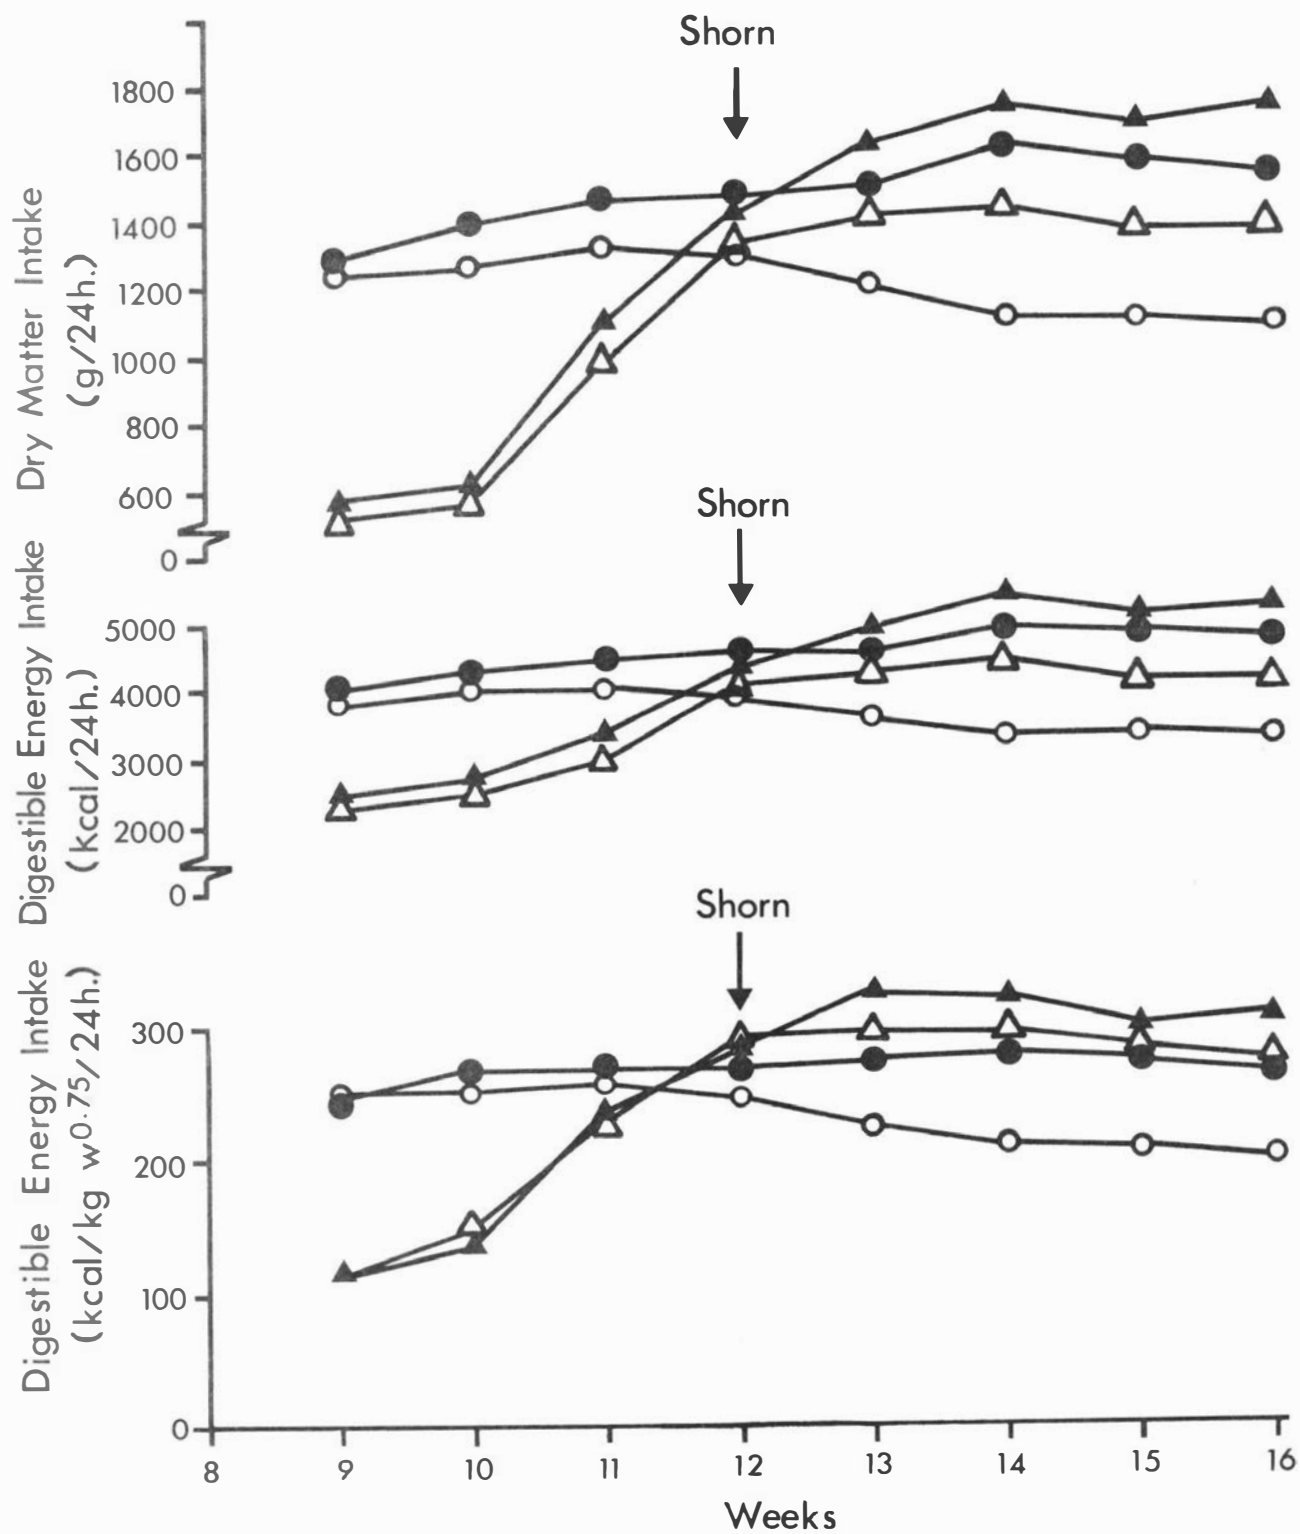 Shorn
1800
1600
1400
1200
1000
800
600
0
Dry Matter Intake
(g/24h.)
Shorn
5000
4000
3000
2000
0
Digestible Energy Intake
(kcal/24h.)
Shorn
300
200
100
0
Digestible Energy Intake
(kcal/kg w0.75/24h.)
8 9 10 11 12 13 14 15 16
Weeks